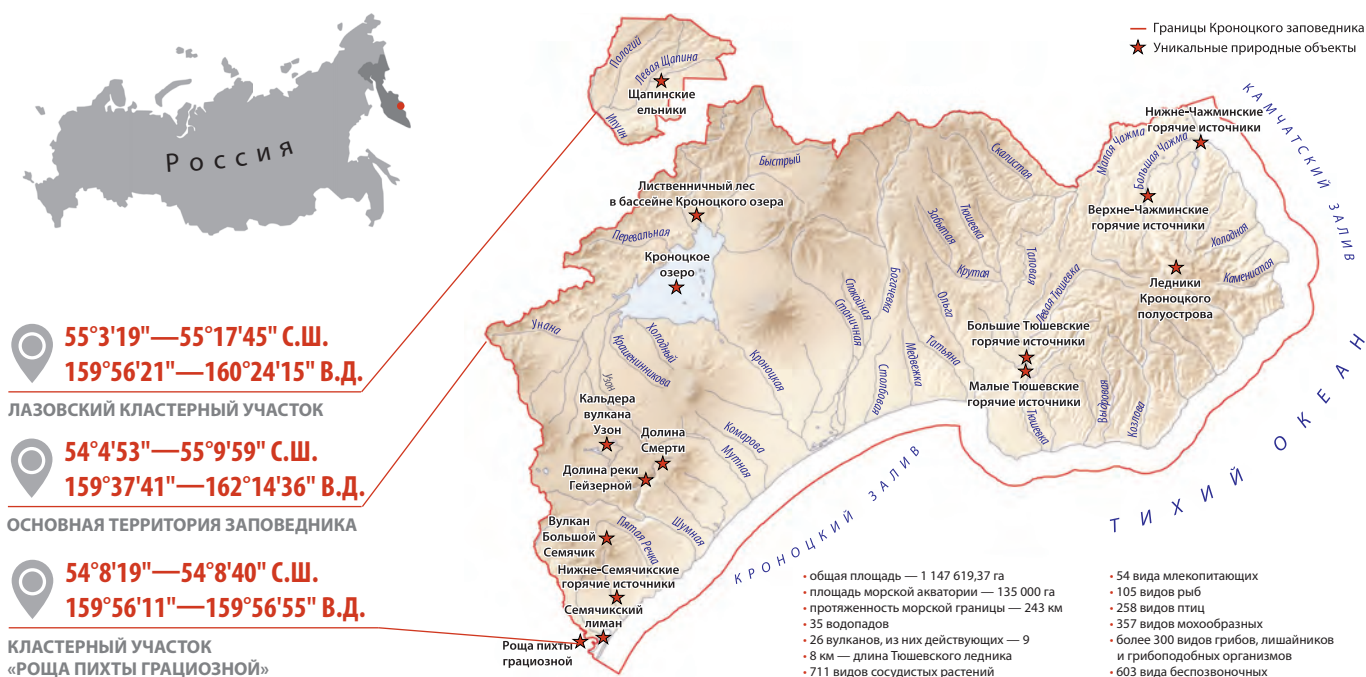 Россия
55°3'19"—55°17'45" С.Ш.
159°56'21"—160°24'15" В.Д.
ЛАЗОВСКИЙ КЛАСТЕРНЫЙ УЧАСТОК
54°4'53"—55°9'59" С.Ш.
159°37'41"—162°14'36" В.Д.
ОСНОВНАЯ ТЕРРИТОРИЯ ЗАПОВЕДНИКА
54°8'19"—54°8'40" С.Ш.
159°56'11"—159°56'55" В.Д.
КЛАСТЕРНЫЙ УЧАСТОК
«РОЩА ПИХТЫ ГРАЦИОЗНОЙ»
Границы Кроноцкого заповедника
Уникальные природные объекты
Пологий
Левая Щапина
Щапинские
ельники
Ипуин
Быстрый
Скалистая
Малая Чажма
Большая Чажма
Нижне-Чажминские
горячие источники
КАМЧАТСКИЙ ЗАЛИВ
Лиственничный лес
в бассейне Кроноцкого озера
Верхне-Чажминские
горячие источники
Перевальная
Забытая
Тюшевка
Холодная
Кроноцкое
озеро
Крутая
Таловая
Левая Тюшевка
Каменистая
Ледники
Кроноцкого
полуострова
Спокойная
Станичная
Богачевка
Ольга
Унана
Холодный
Крашенинникова
Кроноцкая
Большие Тюшевские
горячие источники
Малые Тюшевские
горячие источники
Татьяна
Медвежка
Стародовая
Узон
Кальдера
вулкана
Узон
Долина
Смерти
Комарова
Мутная
Тюшевка
Выдровая
Козлова
Долина реки
Гейзерной
Вулкан
Большой
Семячик
Пятая Речка
Шумная
Нижне-Семячикские
горячие источники
Семячикский
лиман
Роща пихты
грациозной
КРОНОЦКИЙ ЗАЛИВ
ТИХИЙ ОКЕАН
• общая площадь — 1 147 619,37 га
• площадь морской акватории — 135 000 га
• протяженность морской границы — 243 км
• 35 водопадов
• 26 вулканов, из них действующих — 9
• 8 км — длина Тюшевского ледника
• 711 видов сосудистых растений
• 54 вида млекопитающих
• 105 видов рыб
• 258 видов птиц
• 357 видов мохообразных
• более 300 видов грибов, лишайников
и грибоподобных организмов
• 603 вида беспозвоночных